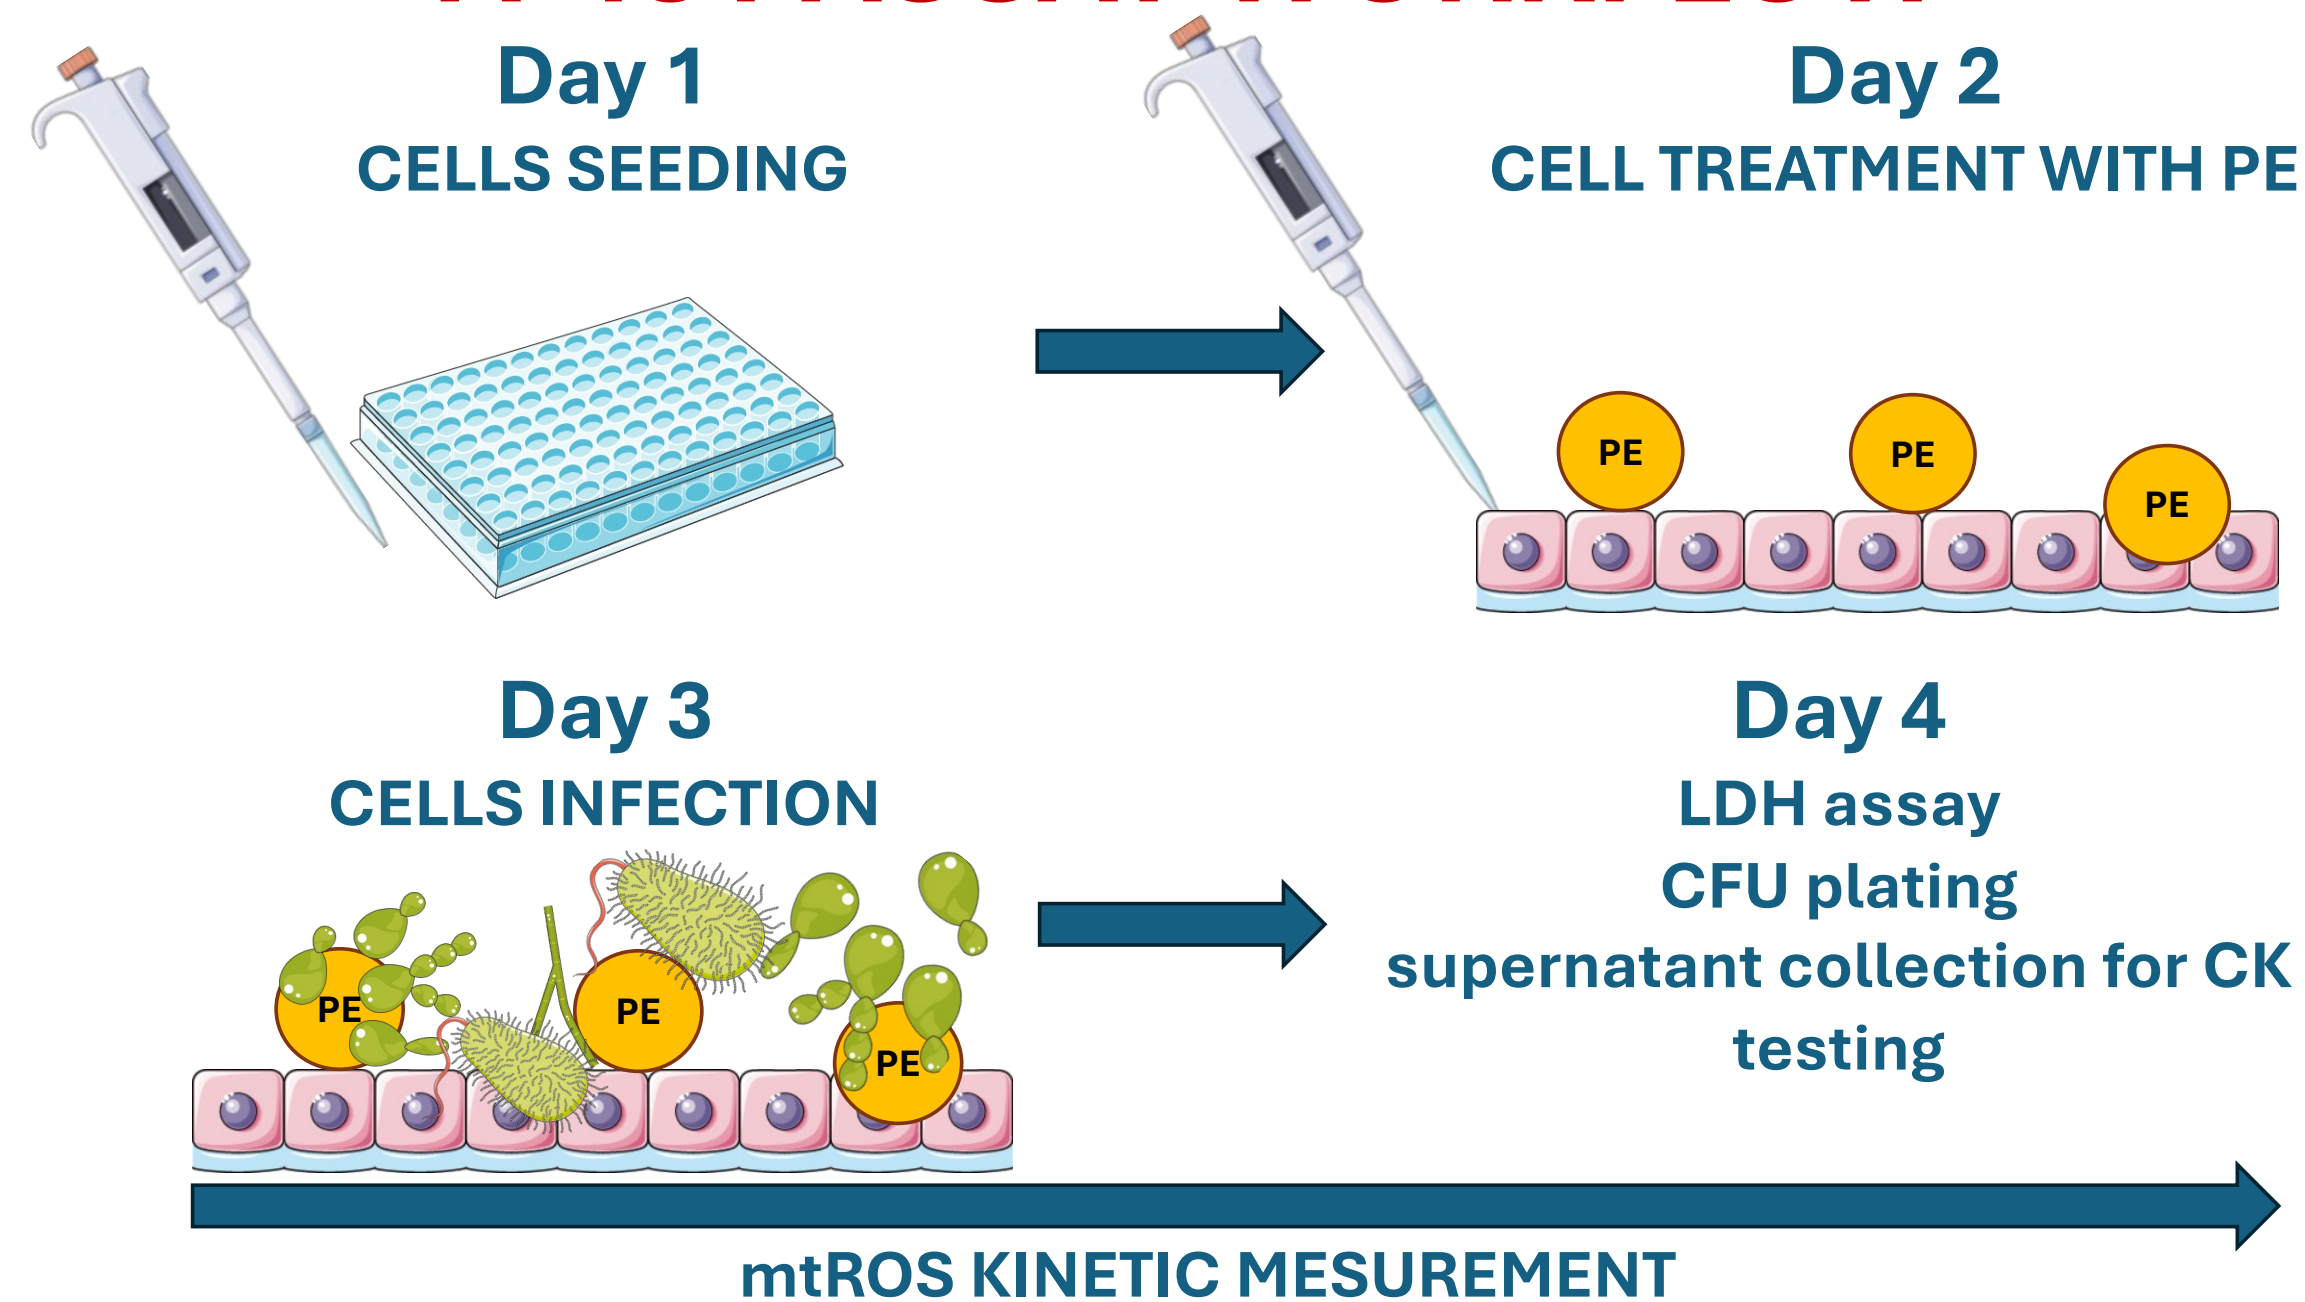 Day 1
CELLS SEEDING
Day 2
CELL TREATMENT WITH PE
PE
PE
PE
Day 3
CELLS INFECTION
PE
PE
PE
Day 4
LDH assay
CFU plating
supernatant collection for CK
testing
mtROS KINETIC MESUREMENT